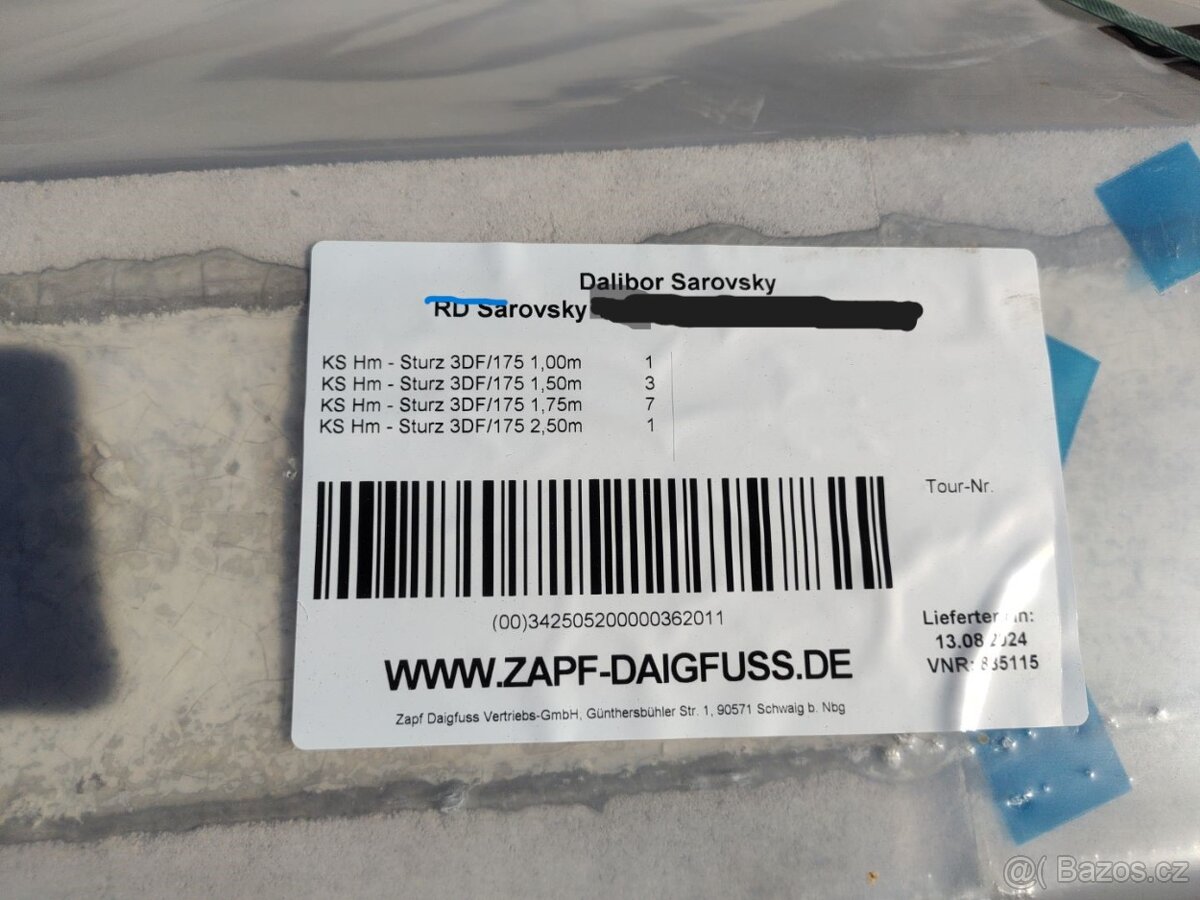 Dalibor Sarovsky
RD Sarovsky
KS Hm - Sturz 3DF/175 1,00m 1
KS Hm - Sturz 3DF/175 1,50m 3
KS Hm - Sturz 3DF/175 1,75m 7
KS Hm - Sturz 3DF/175 2,50m 1
Tour-Nr.
(00)342505200000362011
Liefertermin:
13.08.2024
WWW.ZAPF-DAIGFUSS.DE
VNR:
Zapf Daigfuss Vertriebs-GmbH, Günthersbühler Str. 1, 90571 Schwaig b. Nbg
@( Bazos.cz